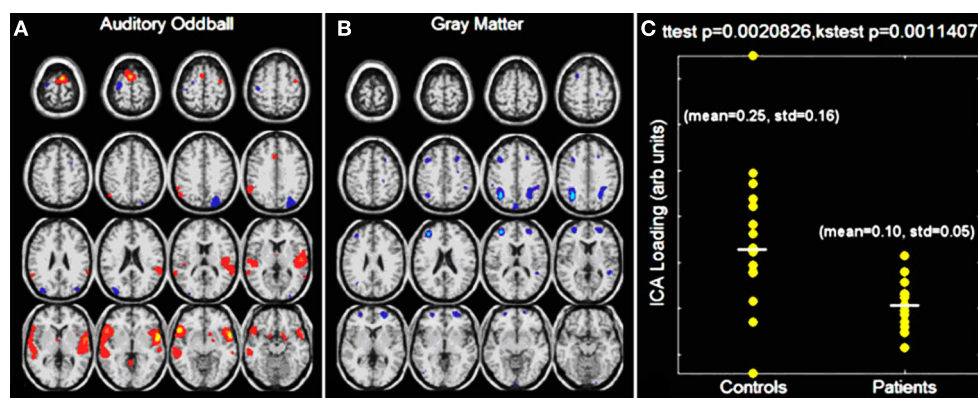 A Auditory Oddball
B Gray Matter
C ttest p=0.0020826,kstest p=0.0011407
(mean=0.25, std=0.16)
(mean=0.10, std=0.05)
ICA Loading (arb units)
Controls Patients